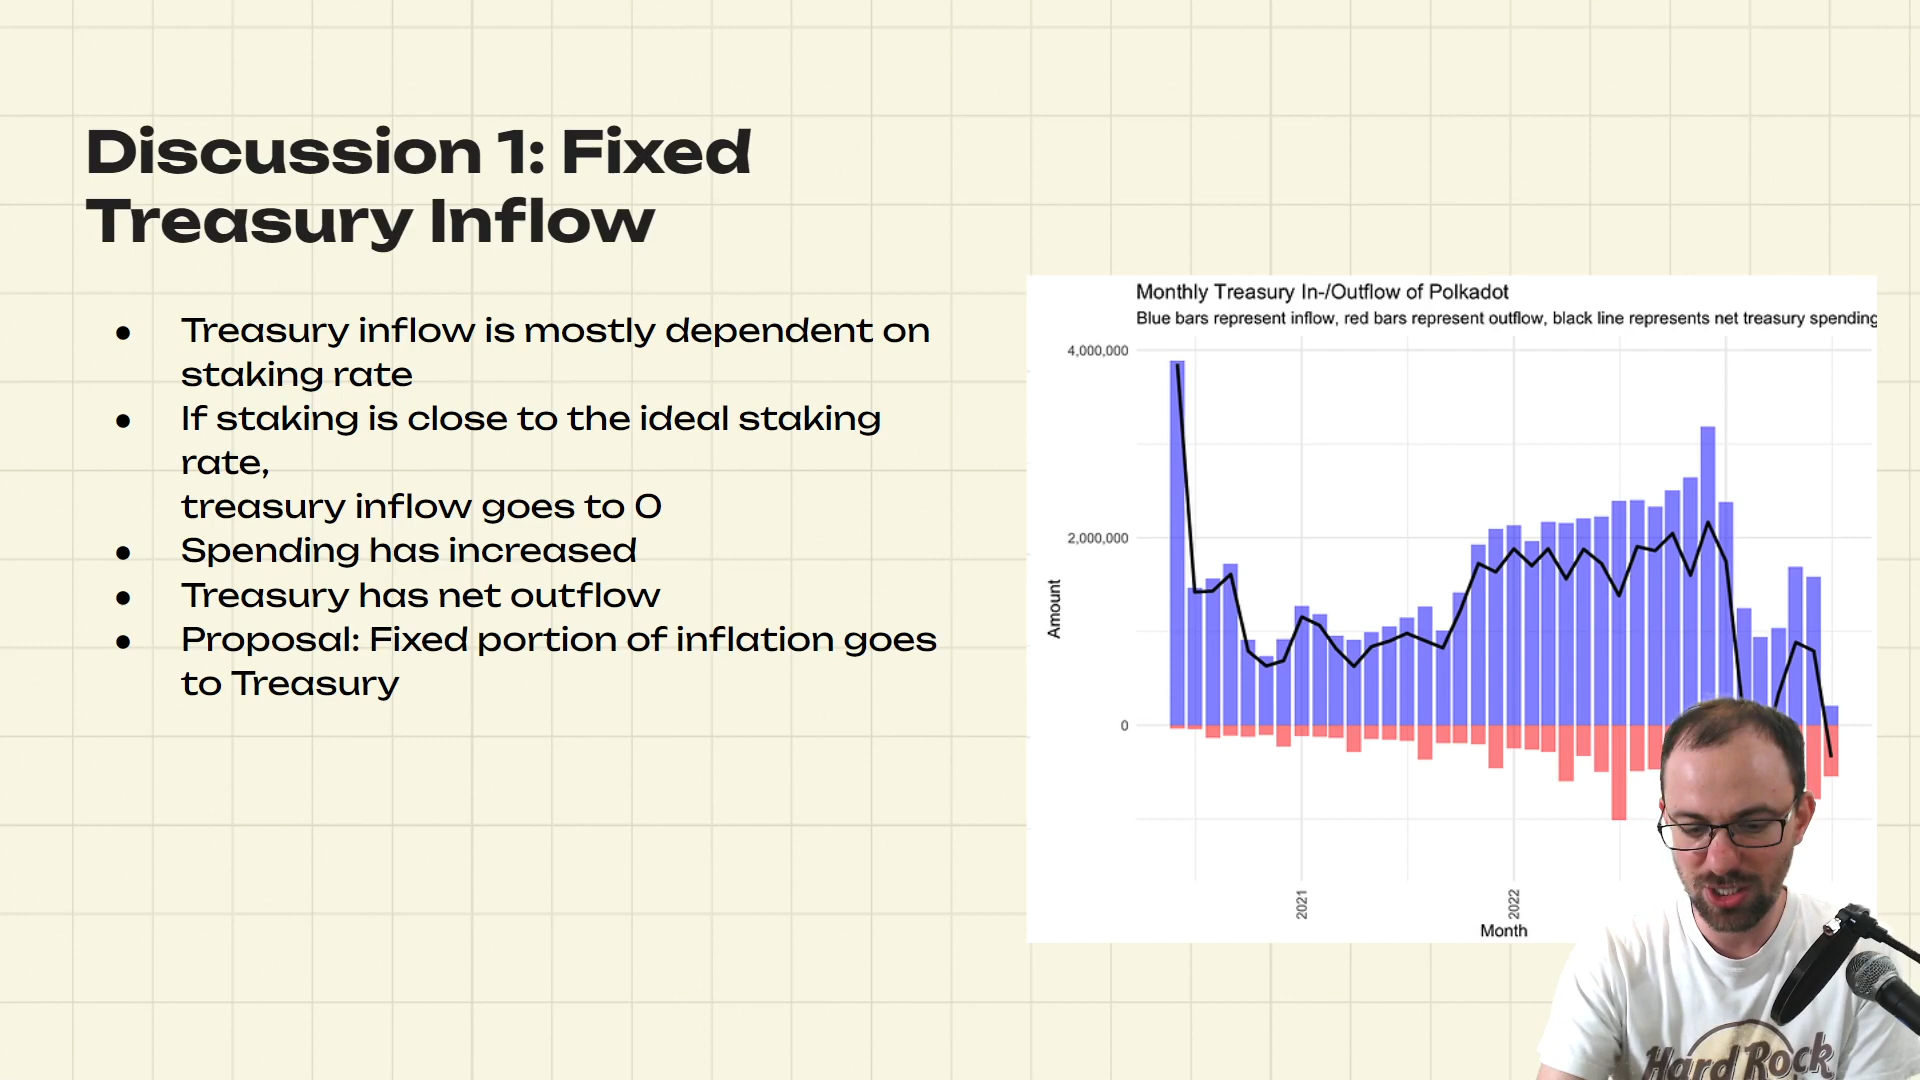 Discussion 1: Fixed
Treasury Inflow
● Treasury inflow is mostly dependent on
staking rate
● If staking is close to the ideal staking
rate,
treasury inflow goes to 0
● Spending has increased
● Treasury has net outflow
● Proposal: Fixed portion of inflation goes
to Treasury
Monthly Treasury In-/Outflow of Polkadot
Blue bars represent inflow, red bars represent outflow, black line represents net treasury spending
4,000,000
2,000,000
0
Amount
2021
2022
Month
Hard Rock